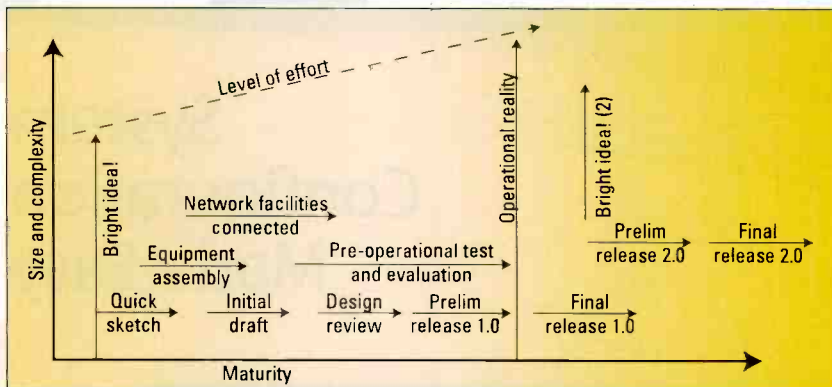 Level of effort
Size and complexity
Bright idea!
Operational reality
Bright idea! (2)
Network facilities
connected
Equipment
assembly
Pre-operational test
and evaluation
Prelim
release 2.0
Final
release 2.0
Quick
sketch
Initial
draft
Design
review
Prelim
release 1.0
Final
release 1.0
Maturity